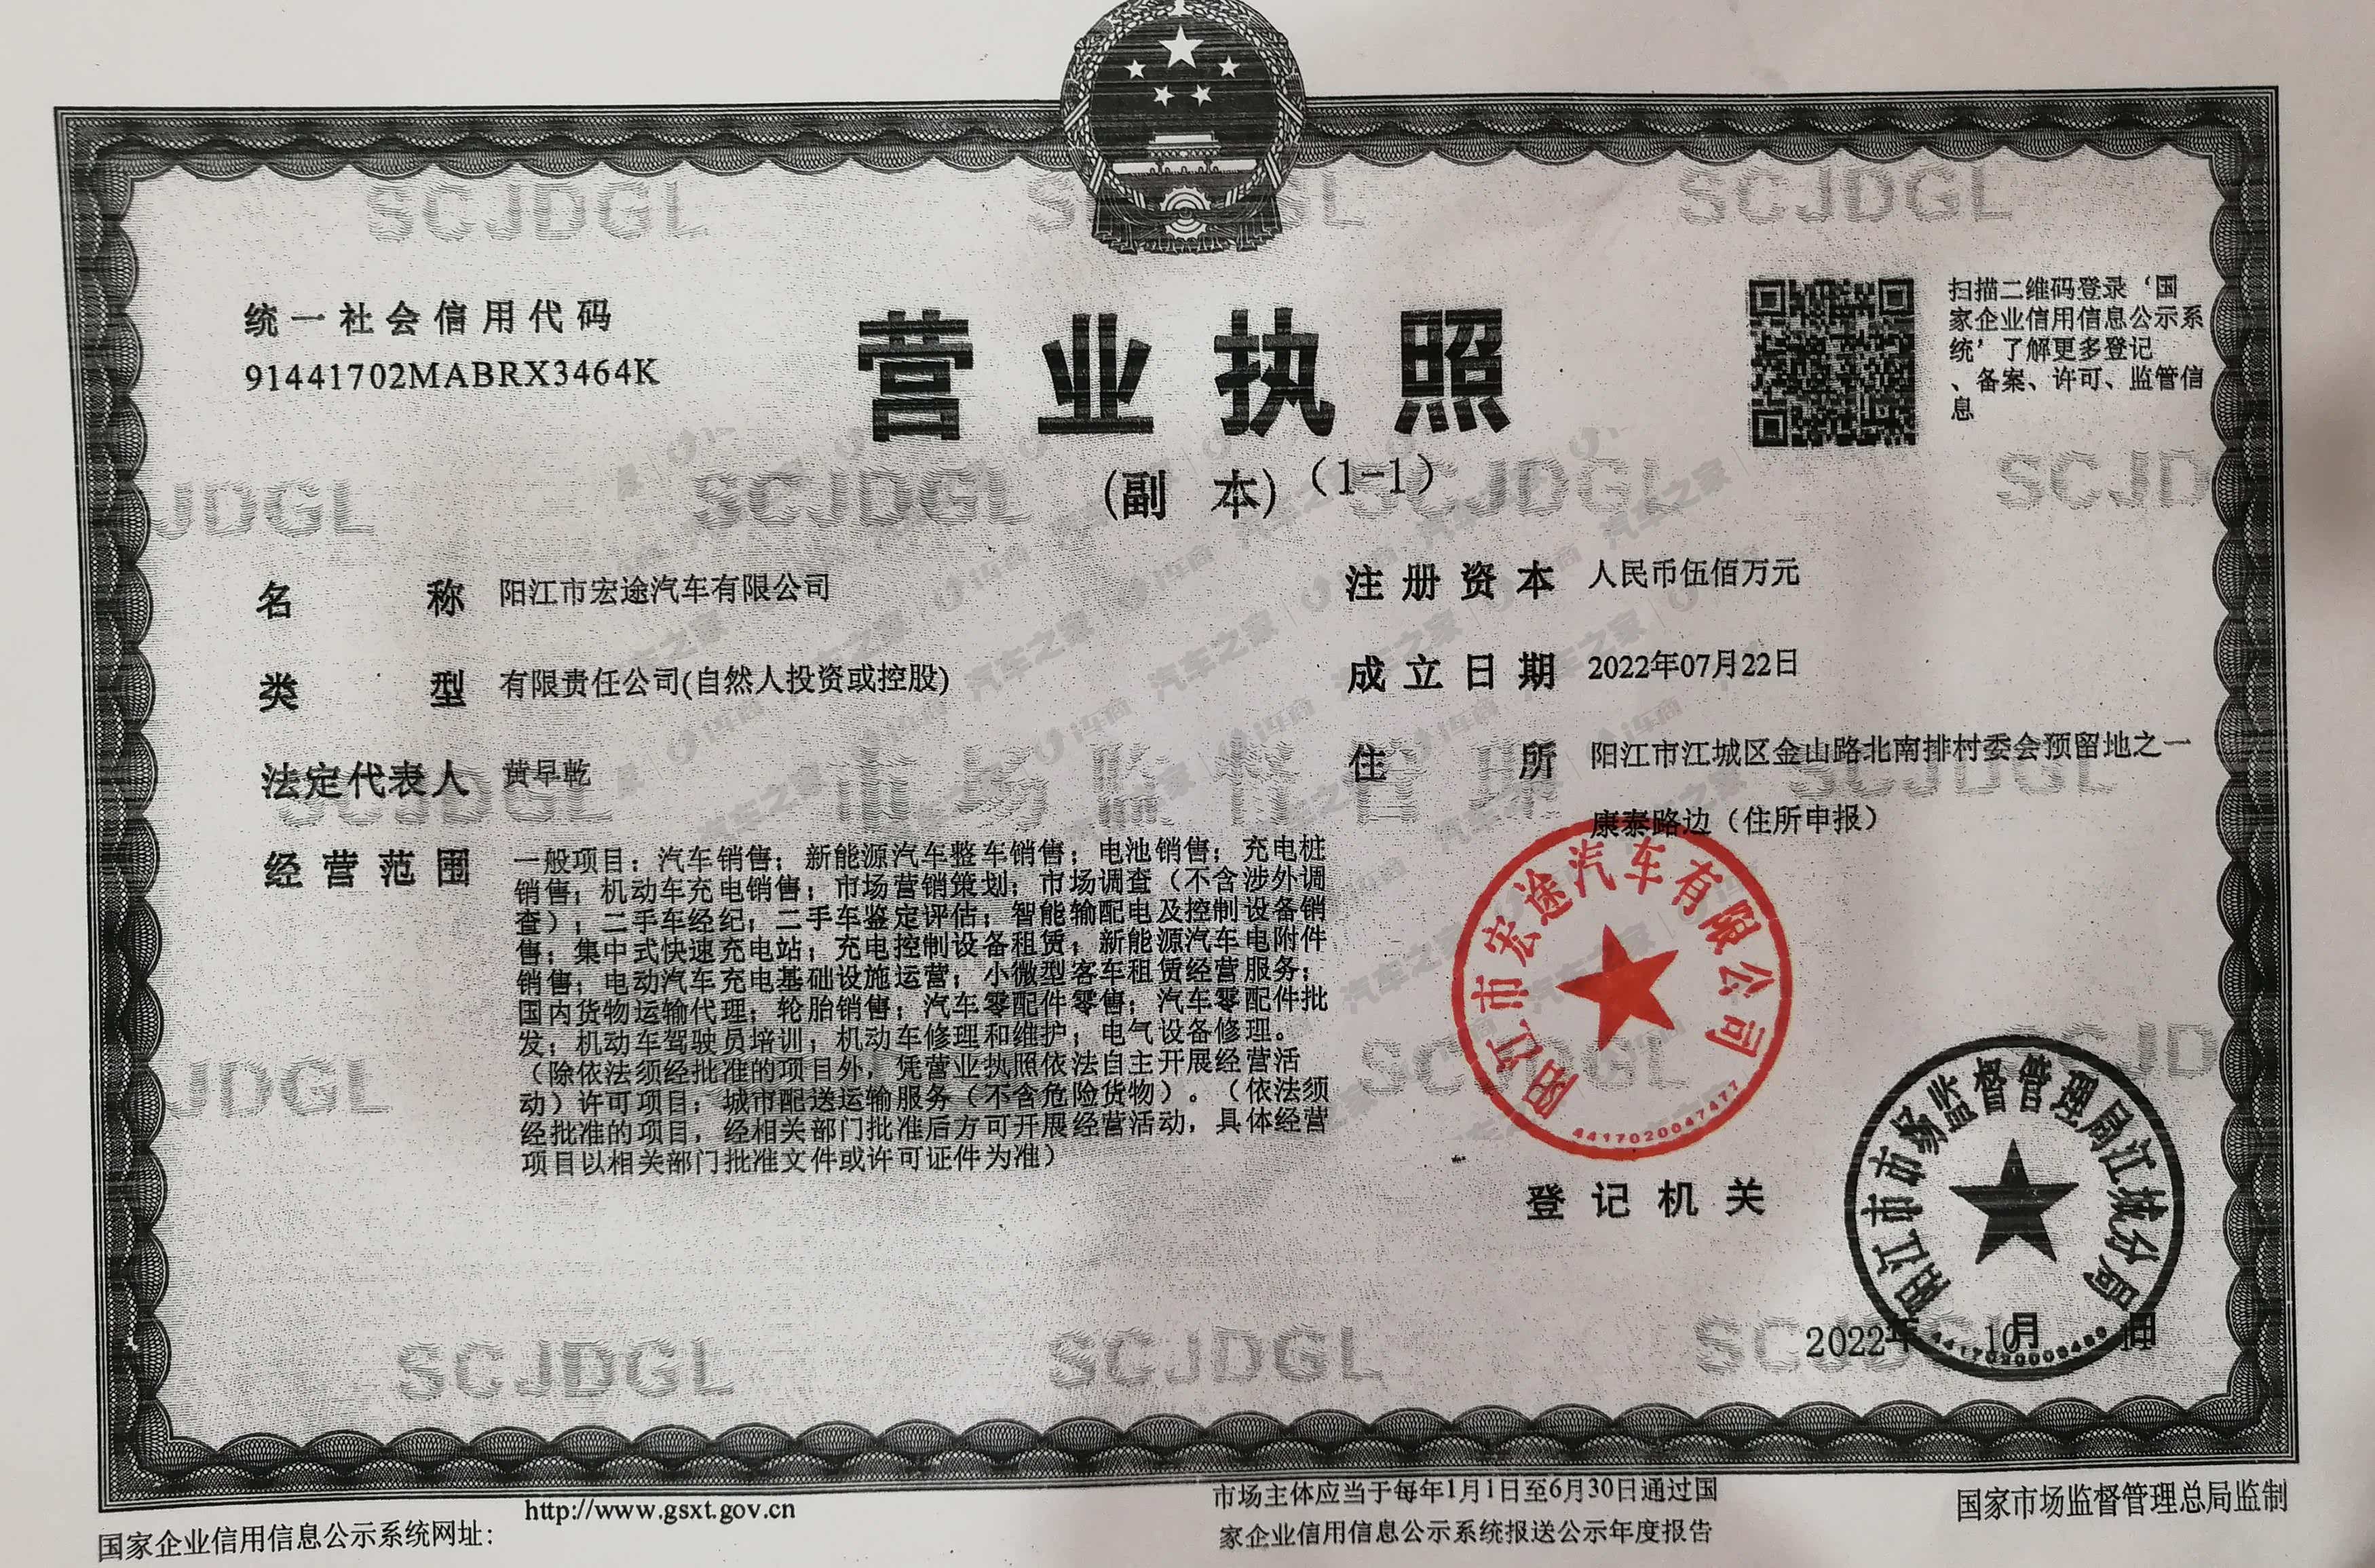 统一社会信用代码
91441702MABRX3464K
营业执照
(副 本)（1-1）
扫描二维码登录‘国
家企业信用信息公示系
统’了解更多登记
、备案、许可、监管信
息
名 称 阳江市宏途汽车有限公司
类 型 有限责任公司(自然人投资或控股)
法定代表人 黄早乾
经营范围 一般项目：汽车销售；新能源汽车整车销售；电池销售；充电桩
销售；机动车充电销售；市场营销策划；市场调查（不含涉外调
查）；二手车经纪；二手车鉴定评估；智能输配电及控制设备销
售；集中式快速充电站；充电控制设备租赁；新能源汽车电附件
销售；电动汽车充电基础设施运营；小微型客车租赁经营服务；
国内货物运输代理；轮胎销售；汽车零配件零售；汽车零配件批
发；机动车驾驶员培训；机动车修理和维护；电气设备修理。
（除依法须经批准的项目外，凭营业执照依法自主开展经营活
动）许可项目：城市配送运输服务（不含危险货物）。（依法须
经批准的项目，经相关部门批准后方可开展经营活动，具体经营
项目以相关部门批准文件或许可证件为准）
注册资本 人民币伍佰万元
成立日期 2022年07月22日
住 所 阳江市江城区金山路北南排村委会预留地之一
康泰路边（住所申报）
阳江市宏途汽车有限公司
4417020047477
登记机关
阳江市市场监督管理局江城分局
2022年 10月 日
http://www.gsxt.gov.cn
国家企业信用信息公示系统网址：
市场主体应当于每年1月1日至6月30日通过国
家企业信用信息公示系统报送公示年度报告
国家市场监督管理总局监制
SCJDGL
汽车之家